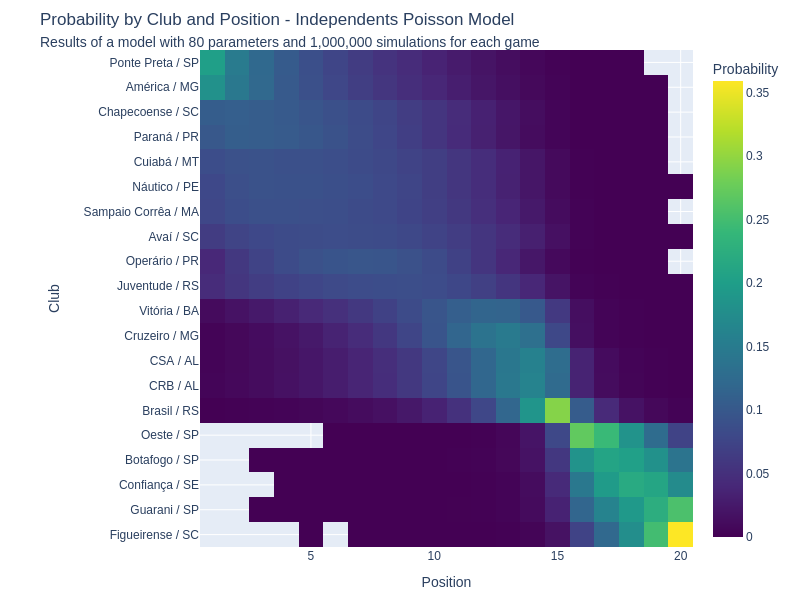 Probability by Club and Position - Independents Poisson Model
Results of a model with 80 parameters and 1,000,000 simulations for each game
Ponte Preta / SP
América / MG
Chapecoense / SC
Paraná / PR
Cuiabá / MT
Náutico / PE
Sampaio Corrêa / MA
Avaí / SC
Operário / PR
Juventude / RS
Vitória / BA
Cruzeiro / MG
CSA / AL
CRB / AL
Brasil / RS
Oeste / SP
Botafogo / SP
Confiança / SE
Guarani / SP
Figueirense / SC
Club
5
10
15
20
Position
Probability
0.35
0.3
0.25
0.2
0.15
0.1
0.05
0